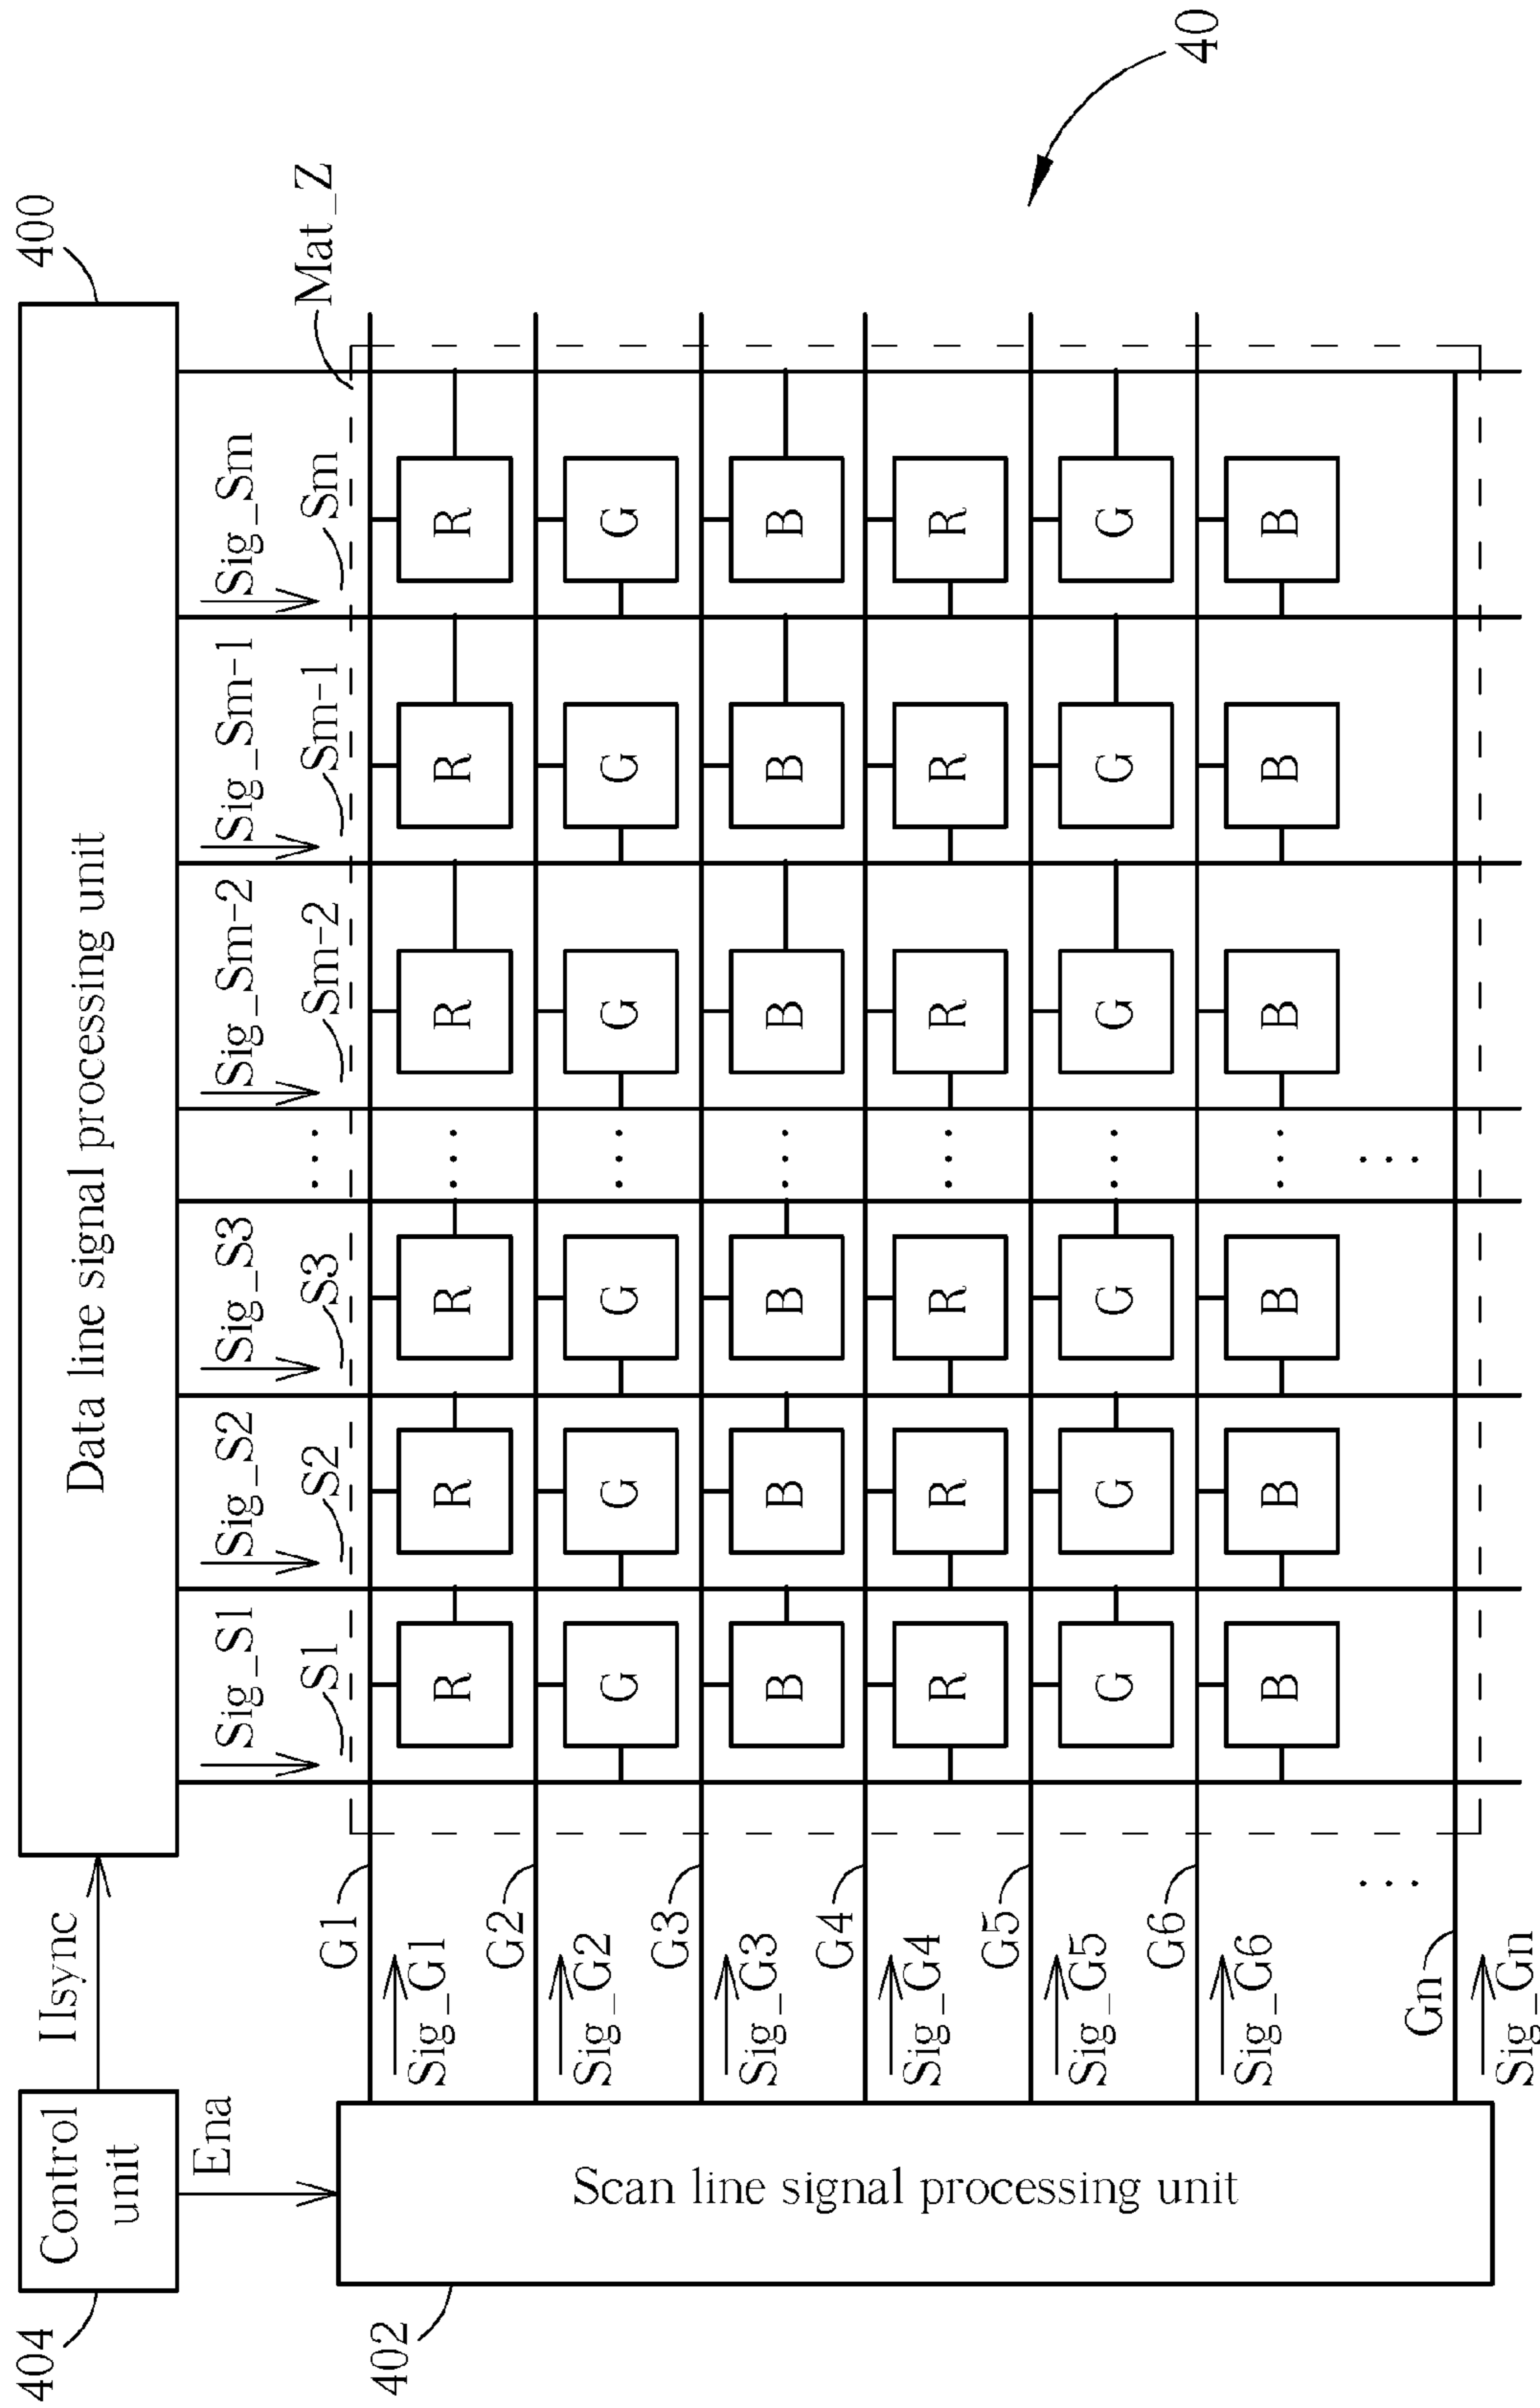 404
400
Control
unit
Hsync
Data line signal processing unit
Ena
Sig_S1 Sig_S2 Sig_S3 Sig_Sm-2 Sig_Sm-1 Sig_Sm
S1 S2 S3 ... Sm-2 Sm-1 Sm
Mat_Z
402
G1
Sig_G1
R R R ... R R R
G2
Sig_G2
G G G ... G G G
G3
Sig_G3
B B B ... B B B
Scan line signal processing unit
G4
Sig_G4
R R R ... R R R
G5
Sig_G5
G G G ... G G G
G6
Sig_G6
B B B ... B B B
...
...
Gn
Sig_Gn
40